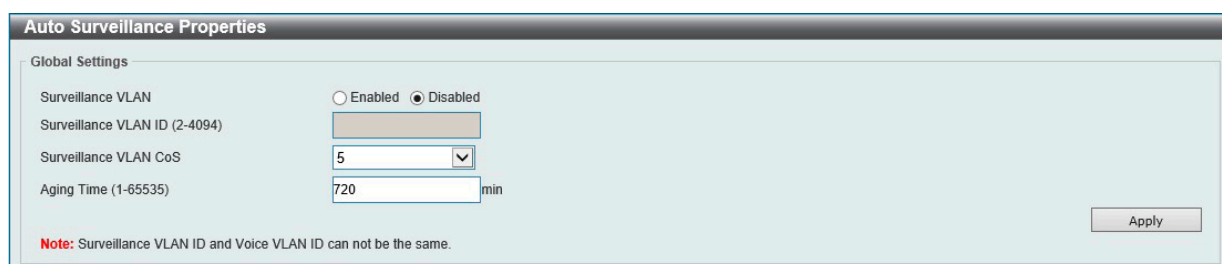 Auto Surveillance Properties
Global Settings
Surveillance VLAN Enabled Disabled
Surveillance VLAN ID (2-4094)
Surveillance VLAN CoS 5
Aging Time (1-65535) 720 min
Apply
Note: Surveillance VLAN ID and Voice VLAN ID can not be the same.